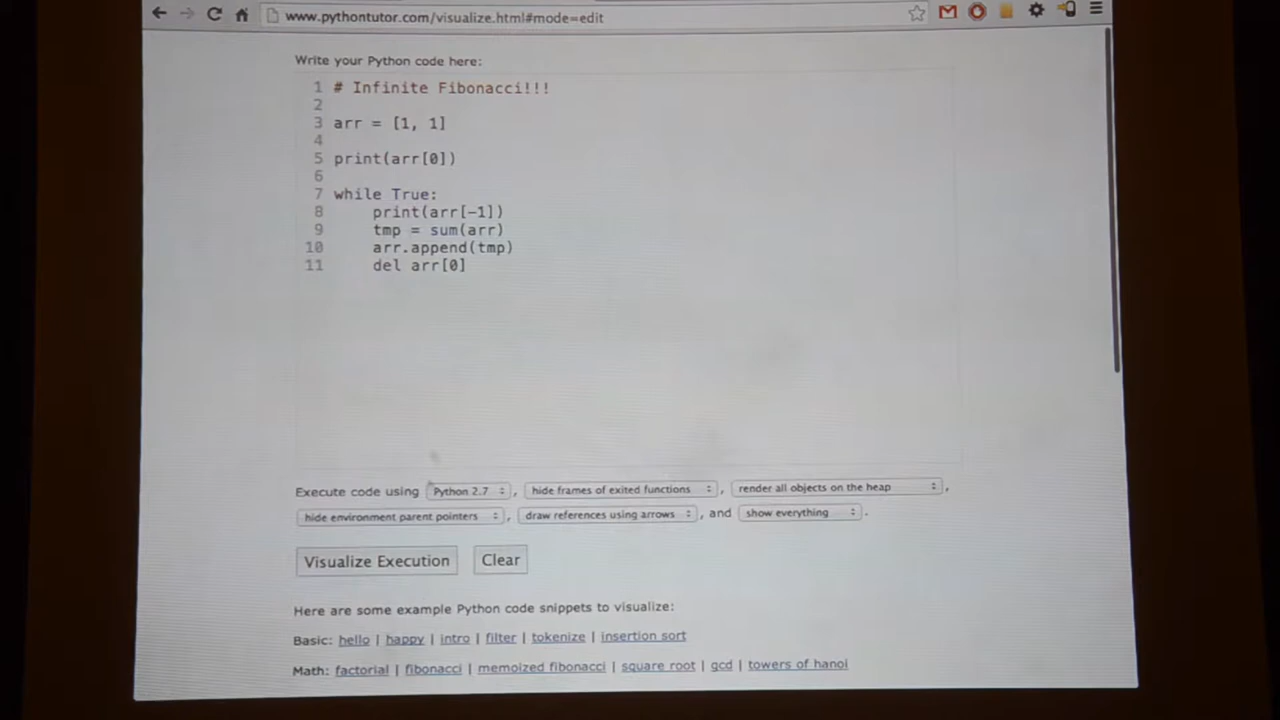 www.pythontutor.com/visualize.html#mode=edit
Write your Python code here:
1 # Infinite Fibonacci!!!
2
3 arr = [1, 1]
4
5 print(arr[0])
6
7 while True:
8     print(arr[-1])
9     tmp = sum(arr)
10     arr.append(tmp)
11     del arr[0]
Execute code using Python 2.7 , hide frames of exited functions , render all objects on the heap ,
hide environment parent pointers , draw references using arrows , and show everything .
Visualize Execution Clear
Here are some example Python code snippets to visualize:
Basic: hello | happy | intro | filter | tokenize | insertion sort
Math: factorial | fibonacci | memoized fibonacci | square root | gcd | towers of hanoi